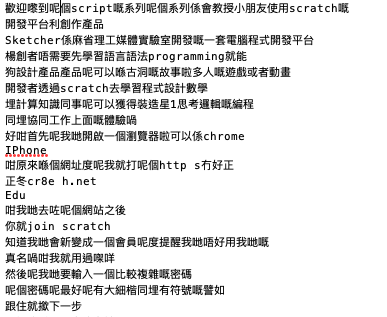 歡迎嚟到呢個script嘅系列呢個系列係會教授小朋友使用scratch嘅
開發平台利創作產品
Sketcher係麻省理工媒體實驗室開發嘅一套電腦程式開發平台
楊創者唔需要先學習語言語法programming就能
狗設計產品產品呢可以喺古洞嘅故事啦多人嘅遊戲或者動畫
開發者透過scratch去學習程式設計數學
埋計算知識同事呢可以獲得裝造星1思考邏輯嘅編程
同埋協同工作上面嘅體驗喎
好咁首先呢我哋開啟一個瀏覽器啦可以係chrome
IPhone
咁原來喺個網址度呢我就打呢個http s冇好正
正冬cr8e h.net
Edu
咁我哋去咗呢個網站之後
你就join scratch
知道我哋會新變成一個會員呢度提醒我哋唔好用我哋嘅
真名喎咁我就用過㗎咩
然後呢我哋要輸入一個比較複雜嘅密碼
呢個密碼呢最好呢有大細楷同埋有符號嘅譬如
跟住就撳下一步